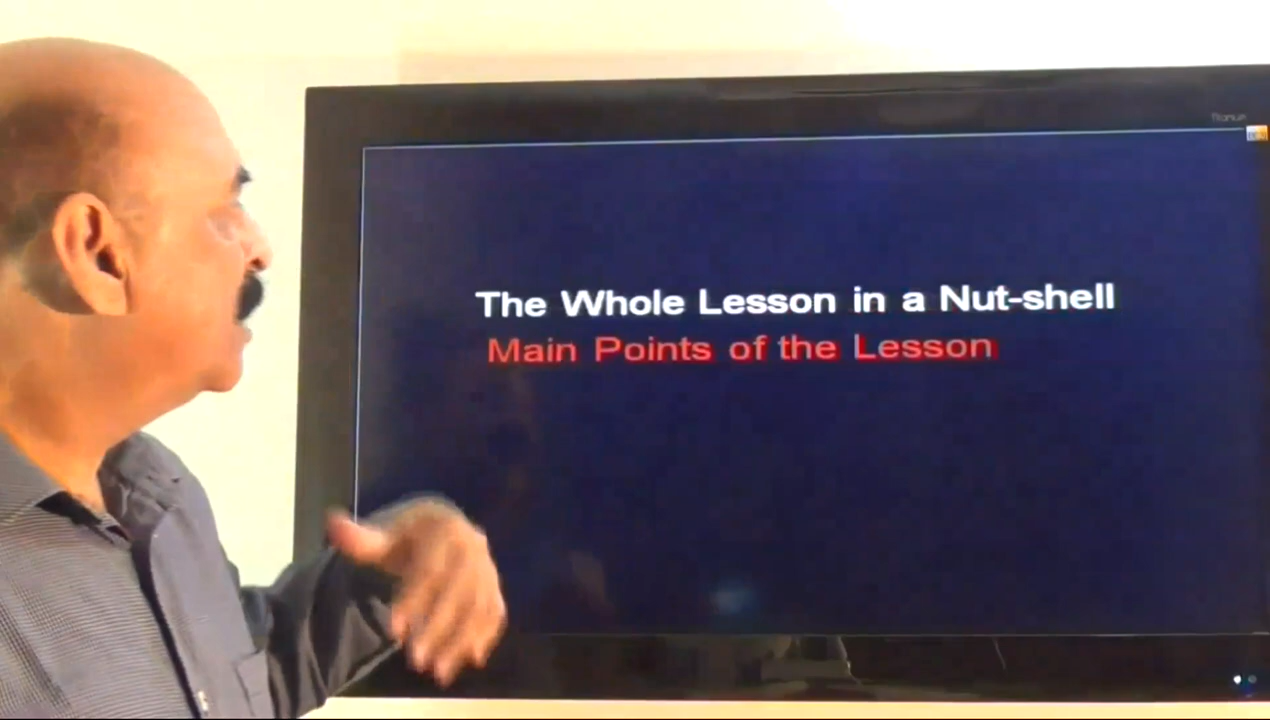 The Whole Lesson in a Nut-shell
Main Points of the Lesson